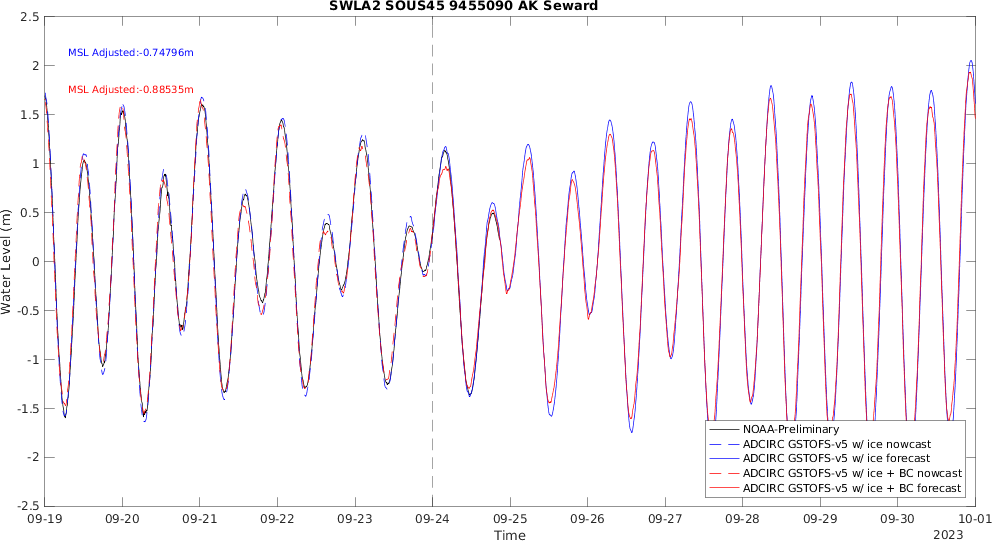 SWLA2 SOUS45 9455090 AK Seward
2.5
2
1.5
1
0.5
0
-0.5
-1
-1.5
-2
-2.5
Water Level (m)
MSL Adjusted:-0.74796m
MSL Adjusted:-0.88535m
NOAA-Preliminary
ADCIRC GSTOFS-v5 w/ ice nowcast
ADCIRC GSTOFS-v5 w/ ice forecast
ADCIRC GSTOFS-v5 w/ ice + BC nowcast
ADCIRC GSTOFS-v5 w/ ice + BC forecast
09-19 09-20 09-21 09-22 09-23 09-24 09-25 09-26 09-27 09-28 09-29 09-30 10-01
Time
2023